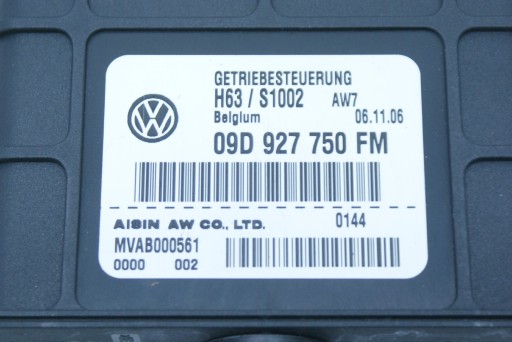 GETRIEBESTEUERUNG
H63 / S1002 AW7
Belgium 06.11.06
09D 927 750 FM
AISIN AW CO., LTD. 0144
MVAB000561
0000 002